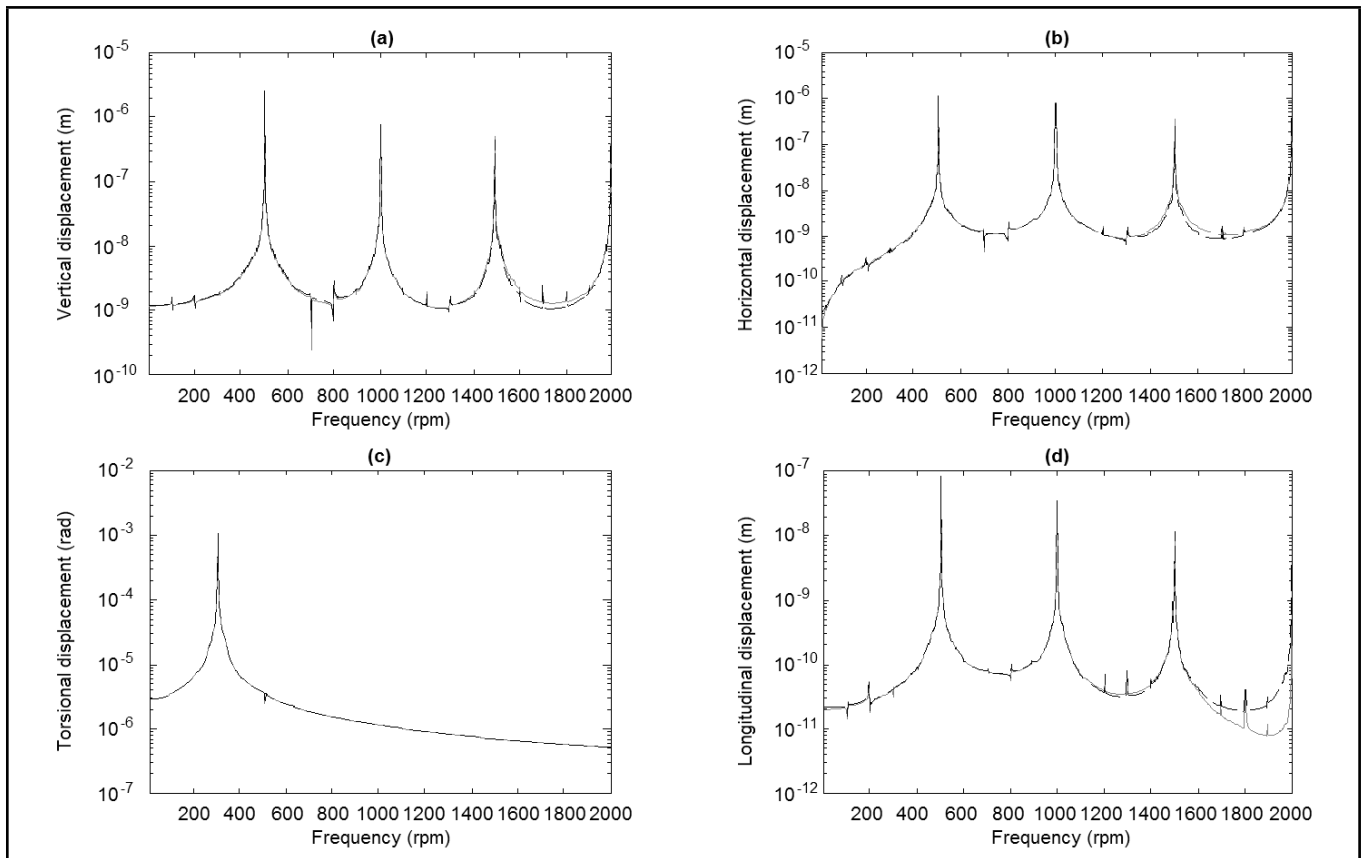 (a)
Vertical displacement (m)
10^-5
10^-6
10^-7
10^-8
10^-9
10^-10
200 400 600 800 1000 1200 1400 1600 1800 2000
Frequency (rpm)
(b)
Horizontal displacement (m)
10^-5
10^-6
10^-7
10^-8
10^-9
10^-10
10^-11
10^-12
200 400 600 800 1000 1200 1400 1600 1800 2000
Frequency (rpm)
(c)
Torsional displacement (rad)
10^-2
10^-3
10^-4
10^-5
10^-6
10^-7
200 400 600 800 1000 1200 1400 1600 1800 2000
Frequency (rpm)
(d)
Longitudinal displacement (m)
10^-7
10^-8
10^-9
10^-10
10^-11
10^-12
200 400 600 800 1000 1200 1400 1600 1800 2000
Frequency (rpm)